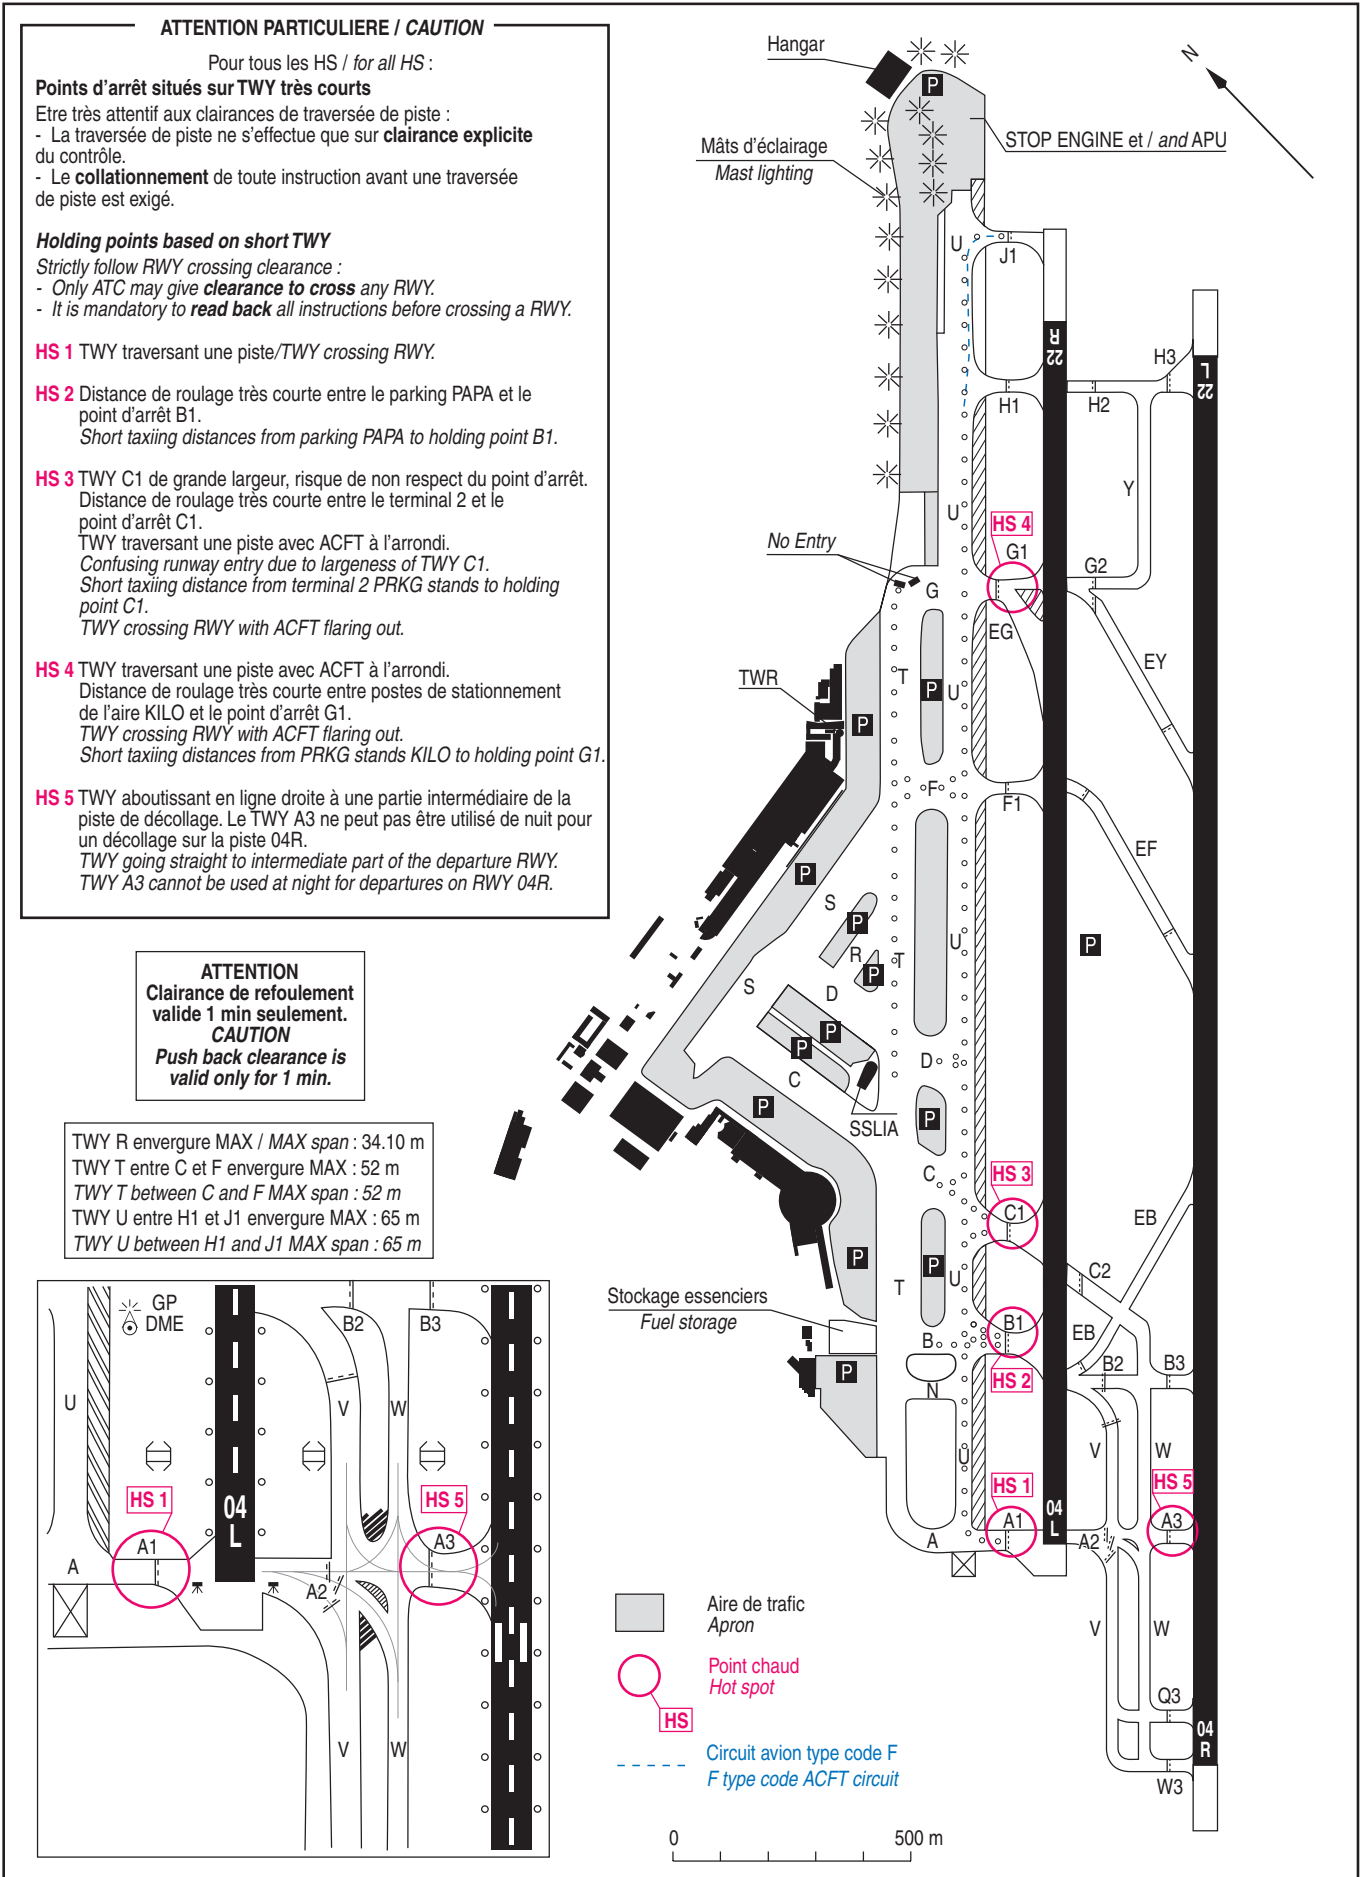 ATTENTION PARTICULIERE / CAUTION
Pour tous les HS / for all HS :
Points d'arrêt situés sur TWY très courts
Etre très attentif aux clairances de traversée de piste :
- La traversée de piste ne s'effectue que sur clairance explicite
du contrôle.
- Le collationnement de toute instruction avant une traversée
de piste est exigé.
Holding points based on short TWY
Strictly follow RWY crossing clearance :
- Only ATC may give clearance to cross any RWY.
- It is mandatory to read back all instructions before crossing a RWY.
HS 1 TWY traversant une piste/TWY crossing RWY.
HS 2 Distance de roulage très courte entre le parking PAPA et le
point d'arrêt B1.
Short taxiing distances from parking PAPA to holding point B1.
HS 3 TWY C1 de grande largeur, risque de non respect du point d'arrêt.
Distance de roulage très courte entre le terminal 2 et le
point d'arrêt C1.
TWY traversant une piste avec ACFT à l'arrondi.
Confusing runway entry due to largeness of TWY C1.
Short taxiing distance from terminal 2 PRKG stands to holding
point C1.
TWY crossing RWY with ACFT flaring out.
HS 4 TWY traversant une piste avec ACFT à l'arrondi.
Distance de roulage très courte entre postes de stationnement
de l'aire KILO et le point d'arrêt G1.
TWY crossing RWY with ACFT flaring out.
Short taxiing distances from PRKG stands KILO to holding point G1.
HS 5 TWY aboutissant en ligne droite à une partie intermédiaire de la
piste de décollage. Le TWY A3 ne peut pas être utilisé de nuit pour
un décollage sur la piste 04R.
TWY going straight to intermediate part of the departure RWY.
TWY A3 cannot be used at night for departures on RWY 04R.
ATTENTION
Clairance de refoulement
valide 1 min seulement.
CAUTION
Push back clearance is
valid only for 1 min.
TWY R envergure MAX / MAX span : 34.10 m
TWY T entre C et F envergure MAX : 52 m
TWY T between C and F MAX span : 52 m
TWY U entre H1 et J1 envergure MAX : 65 m
TWY U between H1 and J1 MAX span : 65 m
GP
DME
B2
B3
U
V
W
HS 1
04
L
HS 5
A1
A3
A
A2
V
W
Hangar
P
N
STOP ENGINE et / and APU
Mâts d'éclairage
Mast lighting
U
J1
22
R
22
L
H3
H1
H2
Y
U
HS 4
No Entry
G1
G2
G
EG
EY
TWR
T
P
U
P
F
F1
EF
P
S
P
R
P
T
U
P
S
D
P
P
C
D
P
SSLIA
P
C
HS 3
C1
EB
P
T
P
U
C2
Stockage essenciers
Fuel storage
B
B1
EB
B2
B3
HS 2
P
N
V
W
U
HS 1
HS 5
A
A1
04
L
A2
A3
V
W
Q3
04
R
W3
Aire de trafic
Apron
Point chaud
Hot spot
HS
Circuit avion type code F
F type code ACFT circuit
0
500 m